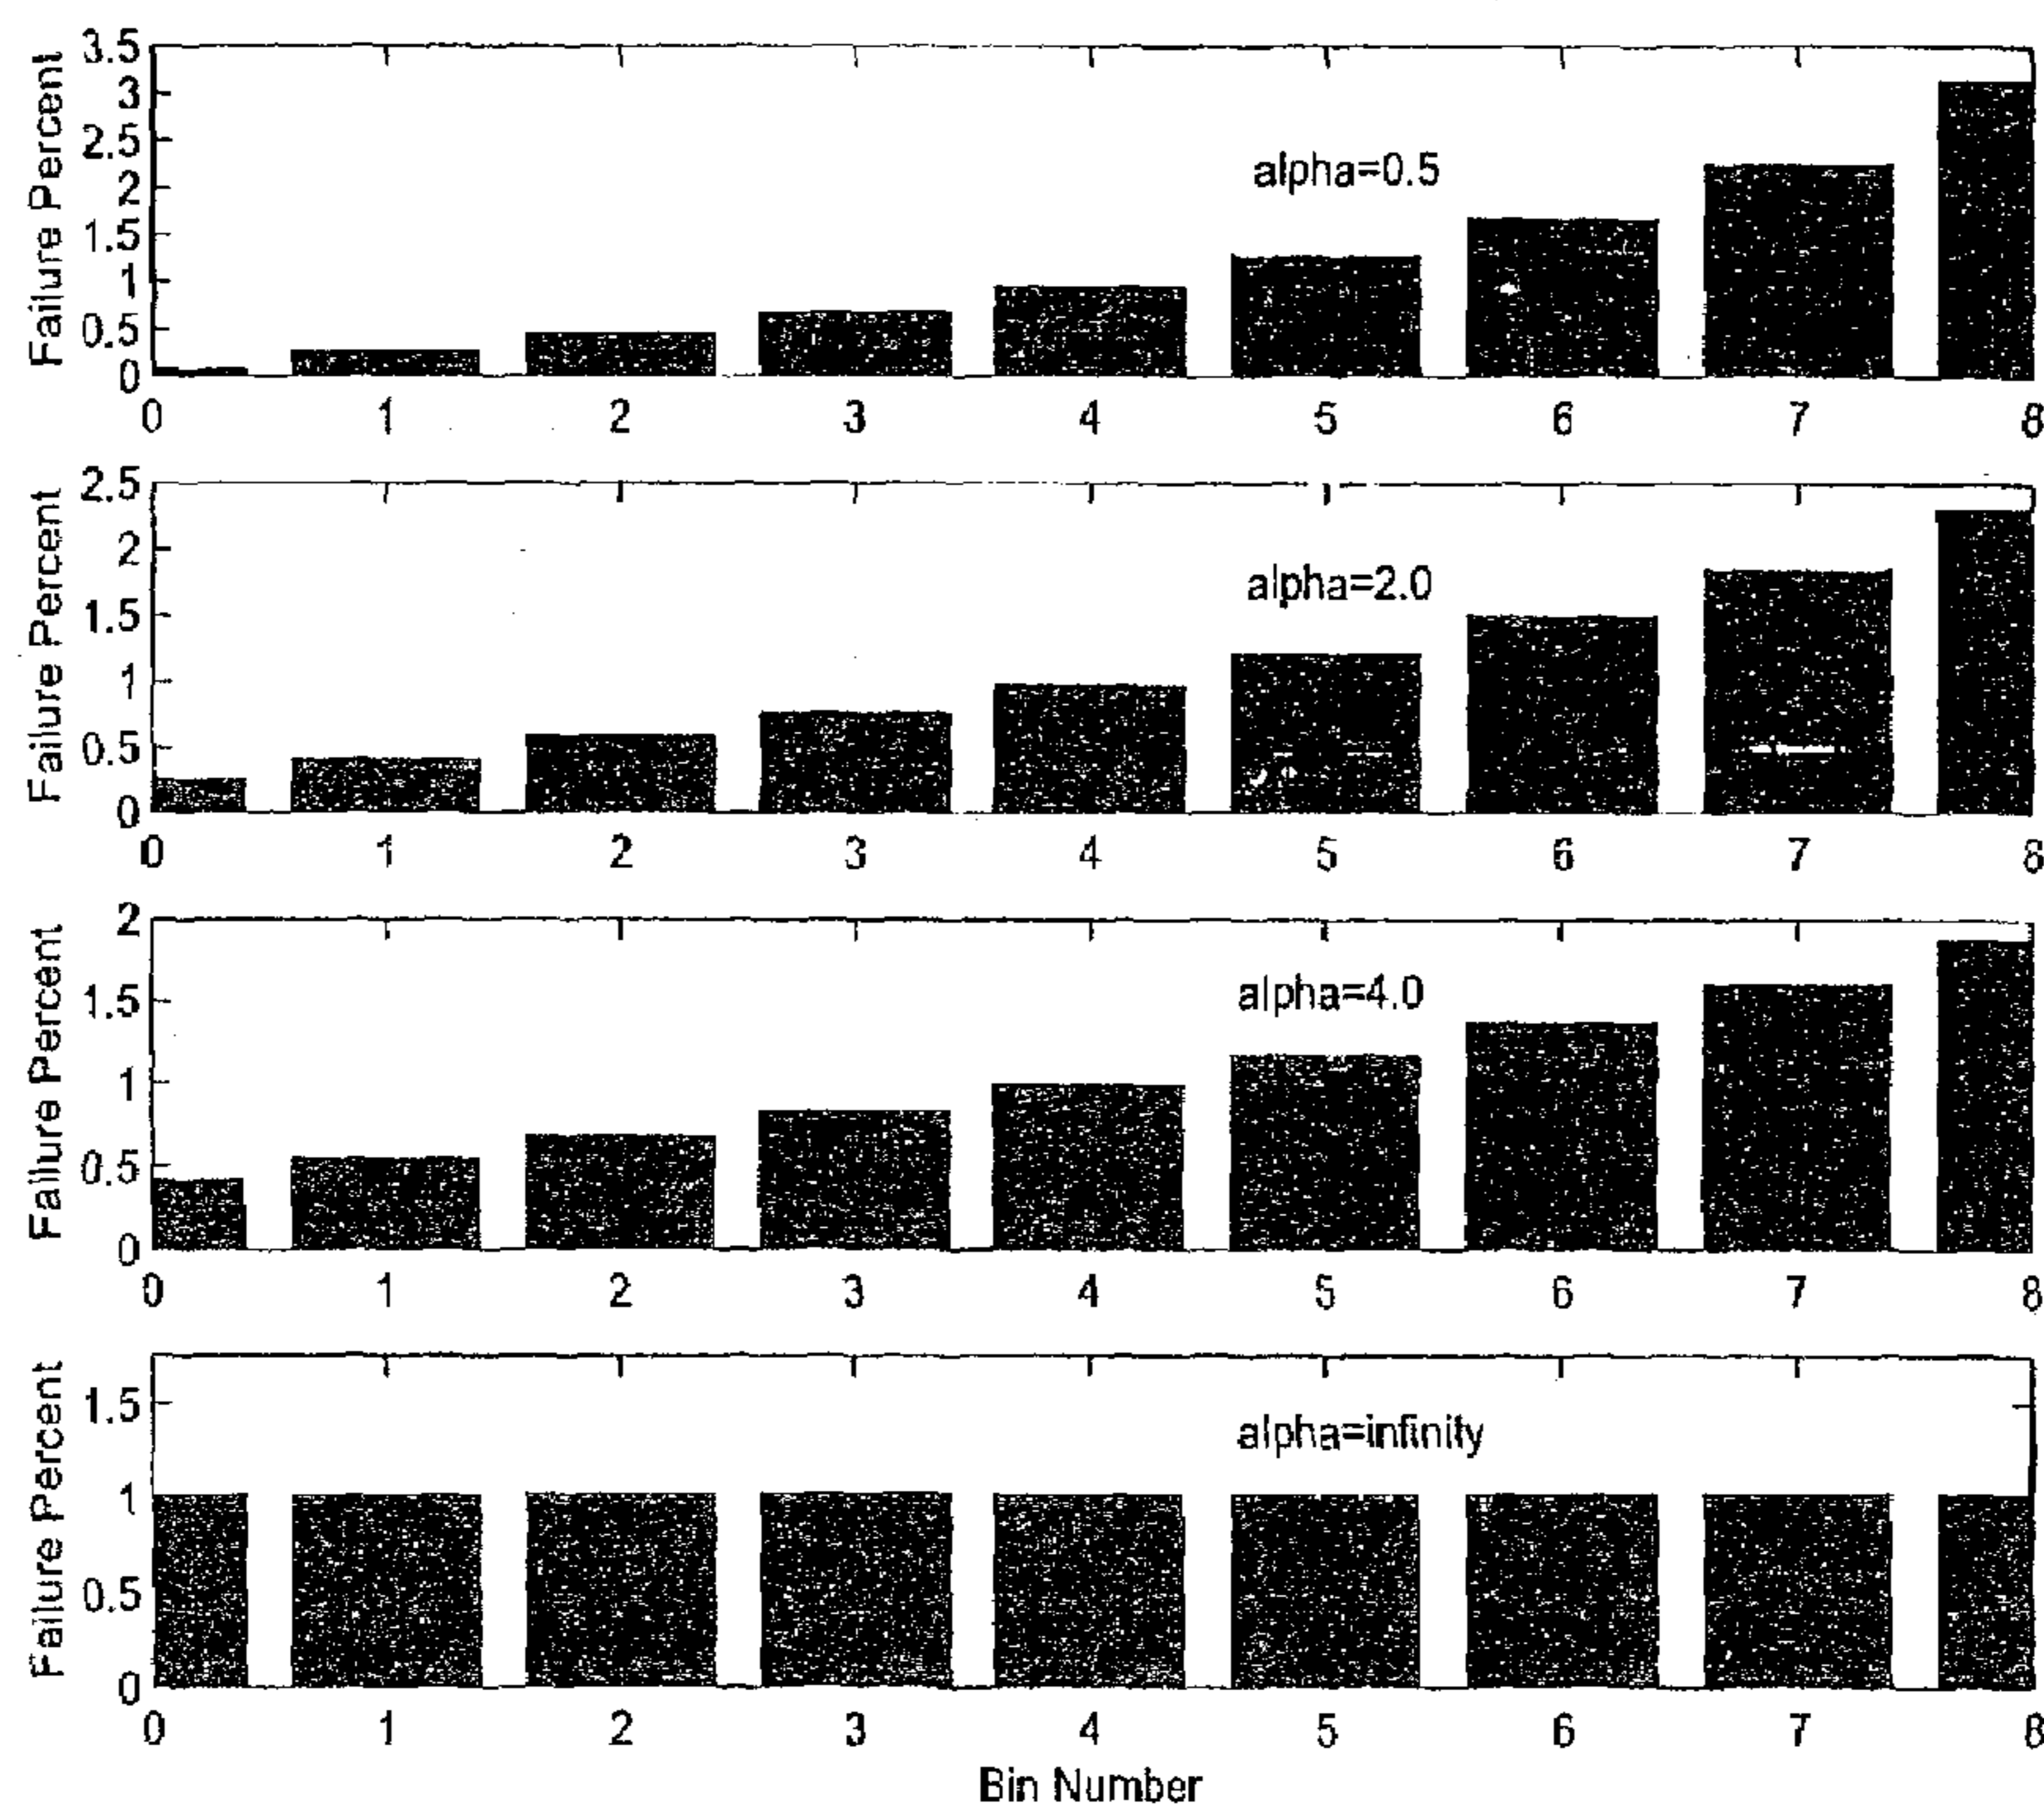 3.5
3
2.5
2
1.5
1
0.5
0
Failure Percent
alpha=0.5
0 1 2 3 4 5 6 7 8
2.5
2
1.5
1
0.5
0
Failure Percent
alpha=2.0
0 1 2 3 4 5 6 7 8
2
1.5
1
0.5
0
Failure Percent
alpha=4.0
0 1 2 3 4 5 6 7 8
1.5
1
0.5
0
Failure Percent
alpha=infinity
0 1 2 3 4 5 6 7 8
Bin Number